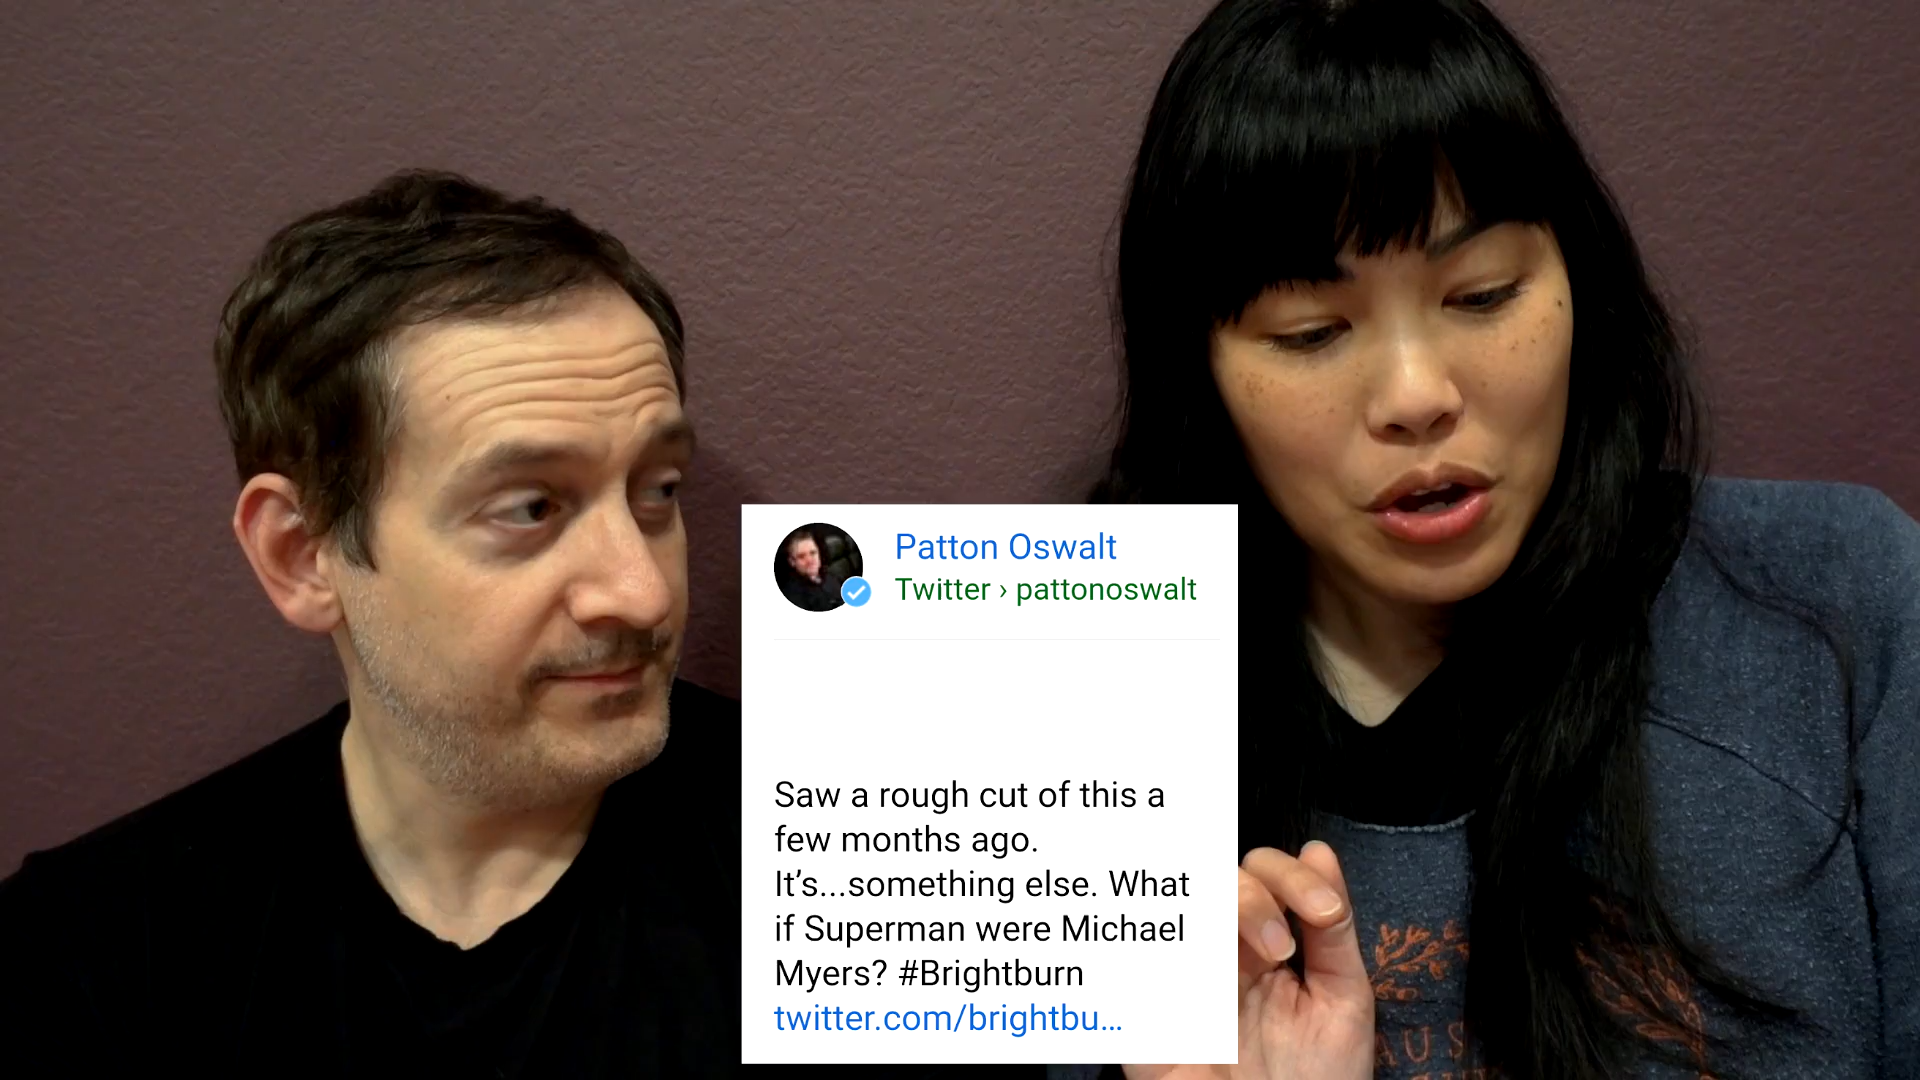 Patton Oswalt
Twitter › pattonoswalt
Saw a rough cut of this a
few months ago.
It’s...something else. What
if Superman were Michael
Myers? #Brightburn
twitter.com/brightbu...
AUS